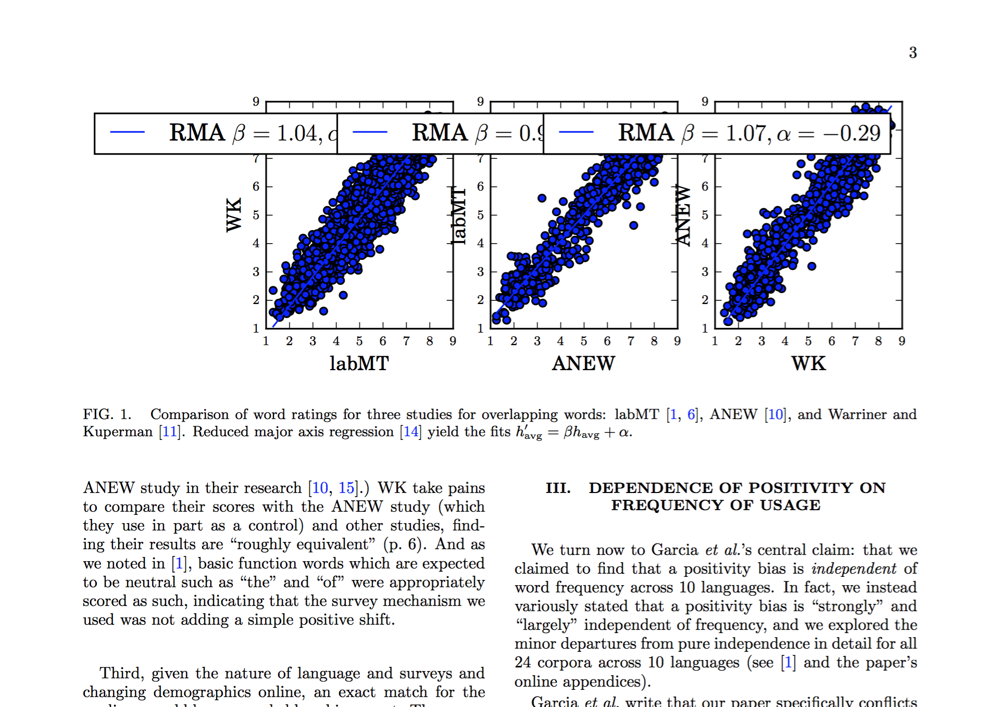 3
9
7
6
5
4
3
2
1
WK
1 2 3 4 5 6 7 8 9
labMT
RMA β = 1.04,
9
7
6
5
4
3
2
1
labMT
1 2 3 4 5 6 7 8 9
ANEW
RMA β = 0.9
9
7
6
5
4
3
2
1
ANEW
1 2 3 4 5 6 7 8 9
WK
RMA β = 1.07, α = −0.29
FIG. 1. Comparison of word ratings for three studies for overlapping words: labMT [1, 6], ANEW [10], and Warriner and
Kuperman [11]. Reduced major axis regression [14] yield the fits h′avg = βhavg + α.
ANEW study in their research [10, 15].) WK take pains
to compare their scores with the ANEW study (which
they use in part as a control) and other studies, find-
ing their results are “roughly equivalent” (p. 6). And as
we noted in [1], basic function words which are expected
to be neutral such as “the” and “of” were appropriately
scored as such, indicating that the survey mechanism we
used was not adding a simple positive shift.
Third, given the nature of language and surveys and
changing demographics online, an exact match for the
III. DEPENDENCE OF POSITIVITY ON
FREQUENCY OF USAGE
We turn now to Garcia et al.’s central claim: that we
claimed to find that a positivity bias is independent of
word frequency across 10 languages. In fact, we instead
variously stated that a positivity bias is “strongly” and
“largely” independent of frequency, and we explored the
minor departures from pure independence in detail for all
24 corpora across 10 languages (see [1] and the paper’s
online appendices).
Garcia et al. write that our paper specifically conflicts